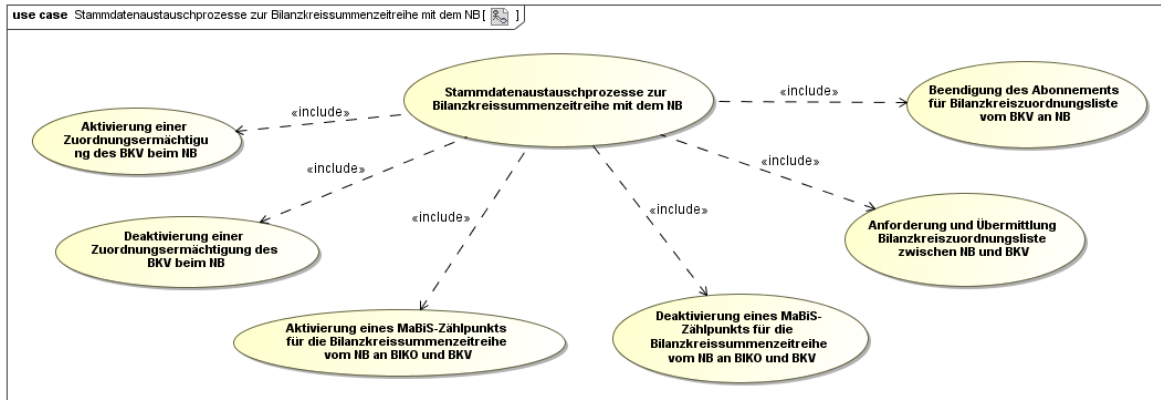 use case Stammdatenaustauschprozesse zur Bilanzkreissummenzeitreihe mit dem NB [ ]
Stammdatenaustauschprozesse zur
Bilanzkreissummenzeitreihe mit dem NB
«include»
Beendigung des Abonnements
für Bilanzkreiszuordnungsliste
vom BKV an NB
«include»
Aktivierung einer
Zuordnungsermächtigu
ng des BKV beim NB
«include»
«include»
«include»
«include»
Deaktivierung einer
Zuordnungsermächtigung des
BKV beim NB
Anforderung und Übermittlung
Bilanzkreiszuordnungsliste
zwischen NB und BKV
Aktivierung eines MaBiS-Zählpunkts
für die Bilanzkreissummenzeitreihe
vom NB an BIKO und BKV
Deaktivierung eines MaBiS-
Zählpunkts für die
Bilanzkreissummenzeitreihe
vom NB an BIKO und BKV